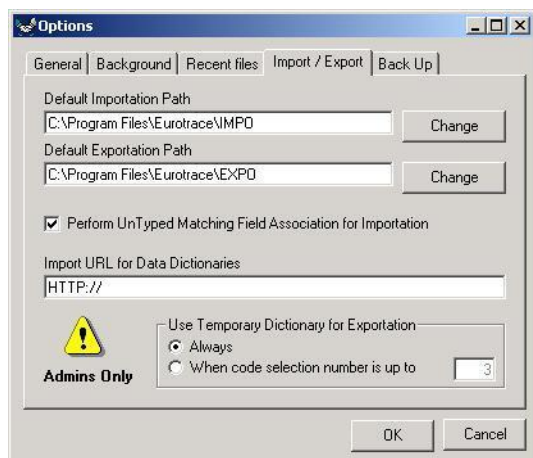 Options
General Background Recent files Import / Export Back Up
Default Importation Path
C:\Program Files\Eurotrace\IMPO
Change
Default Exportation Path
C:\Program Files\Eurotrace\EXPO
Change
Perform UnTyped Matching Field Association for Importation
Import URL for Data Dictionaries
HTTP://
Use Temporary Dictionary for Exportation
Always
When code selection number is up to 3
Admins Only
OK Cancel